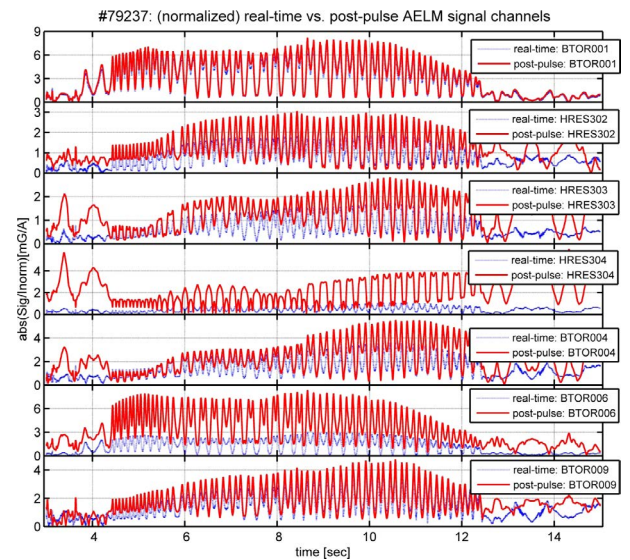 #79237: (normalized) real-time vs. post-pulse AELM signal channels
9
6
3
0
real-time: BTOR001
post-pulse: BTOR001
3
2
1
0
real-time: HRES302
post-pulse: HRES302
2
1
0
real-time: HRES303
post-pulse: HRES303
abs(Sig/Inorm)[mG/A]
4
2
0
real-time: HRES304
post-pulse: HRES304
4
2
0
real-time: BTOR004
post-pulse: BTOR004
6
3
0
real-time: BTOR006
post-pulse: BTOR006
4
2
0
real-time: BTOR009
post-pulse: BTOR009
4 6 8 10 12 14
time [sec]